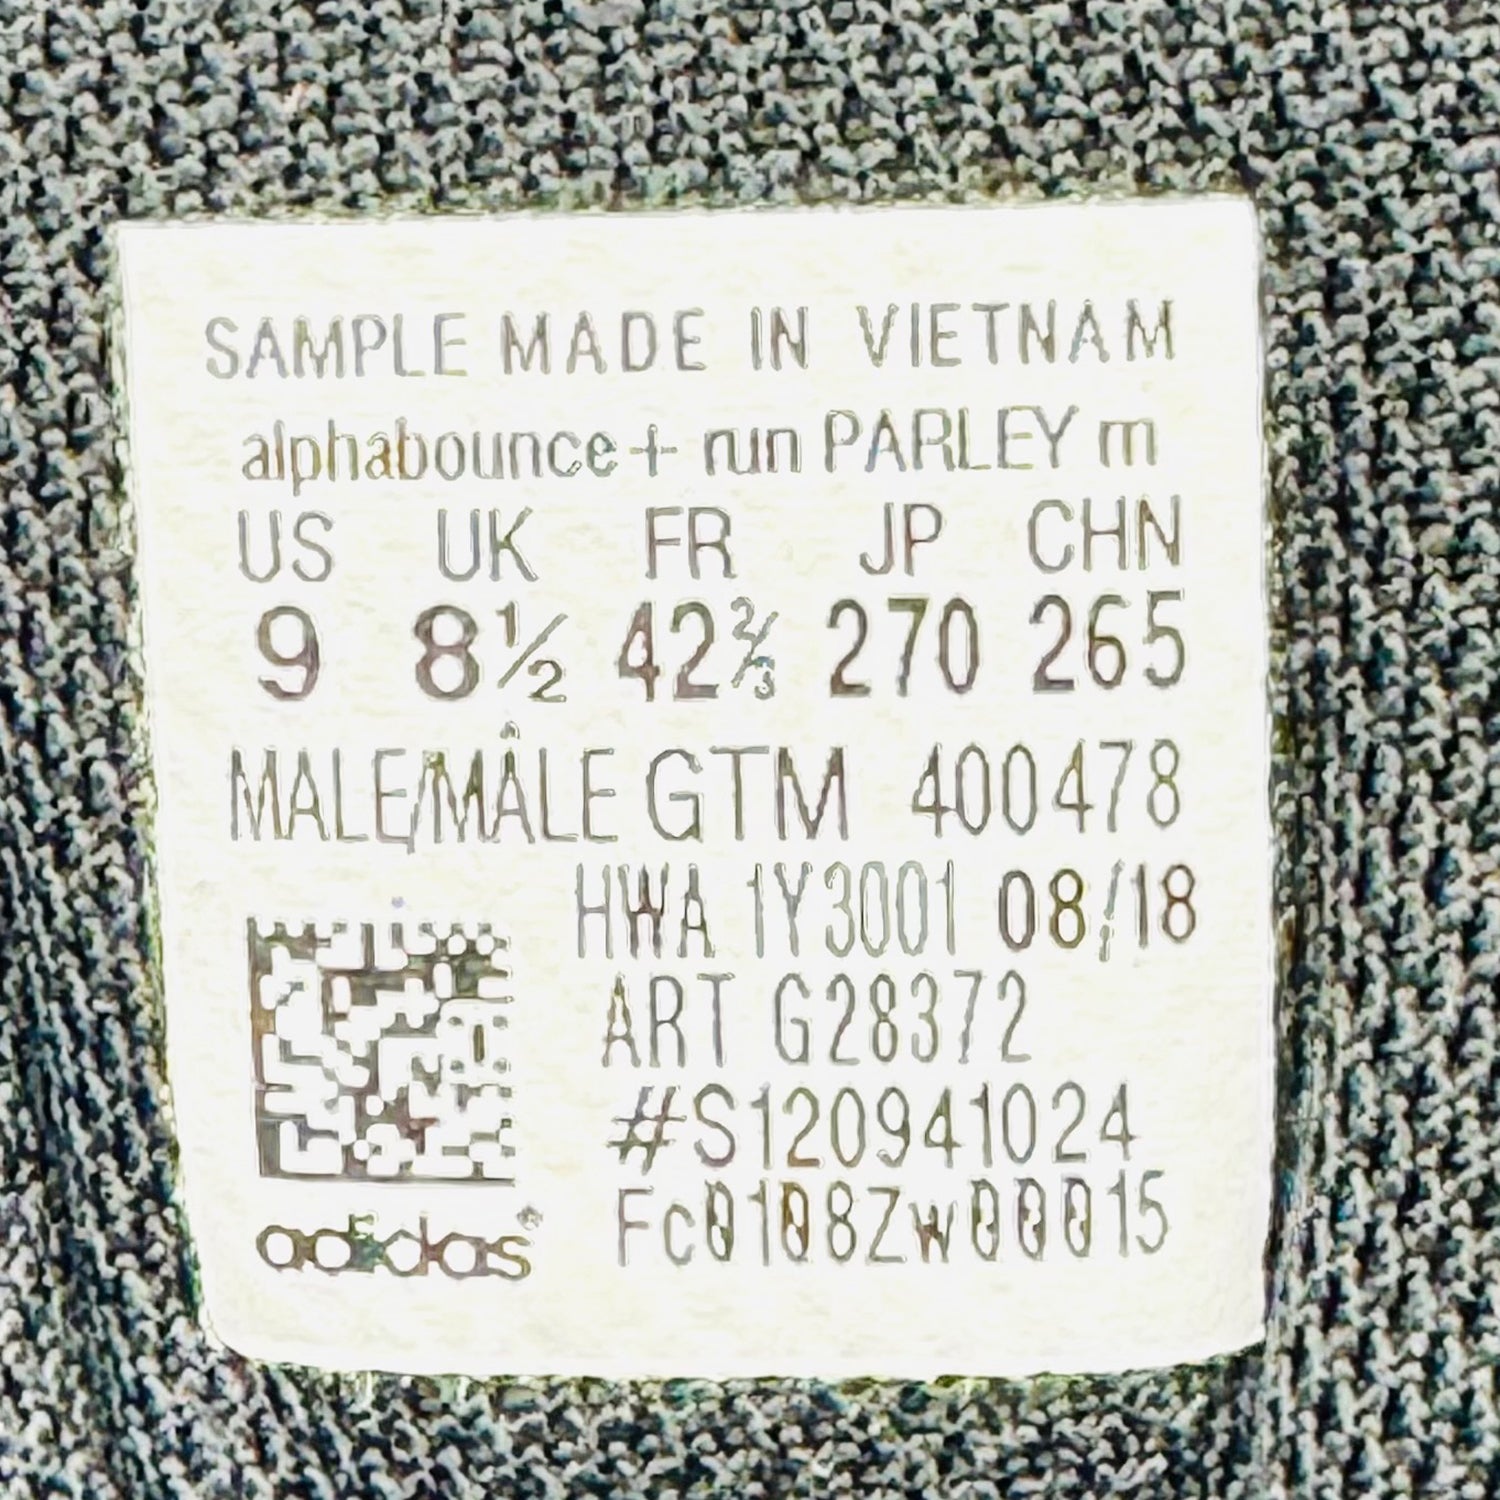 SAMPLE MADE IN VIETNAM
alphabounce+ run PARLEY m
US UK FR JP CHN
9 8½ 42⅔ 270 265
MALE/MÂLE GTM 400478
HWA 1Y3001 08/18
ART G28372
#S120941024
Fc0108Zw00015
adidas®